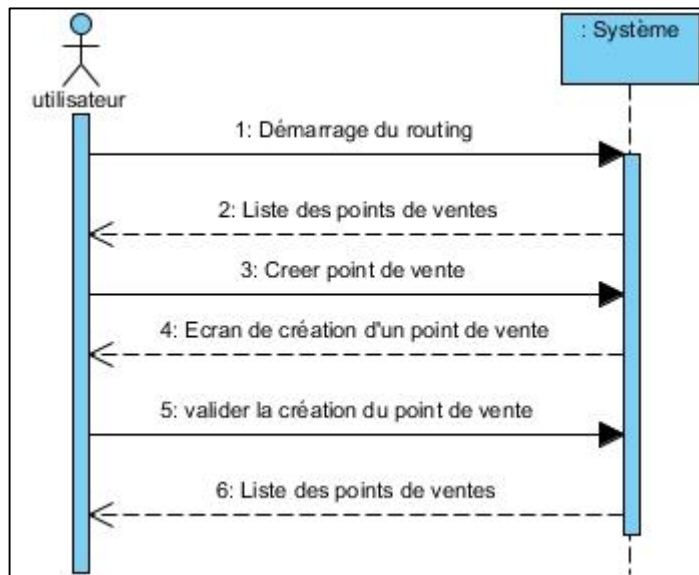 : Système
utilisateur
1: Démarrage du routing
2: Liste des points de ventes
3: Creer point de vente
4: Ecran de création d'un point de vente
5: valider la création du point de vente
6: Liste des points de ventes